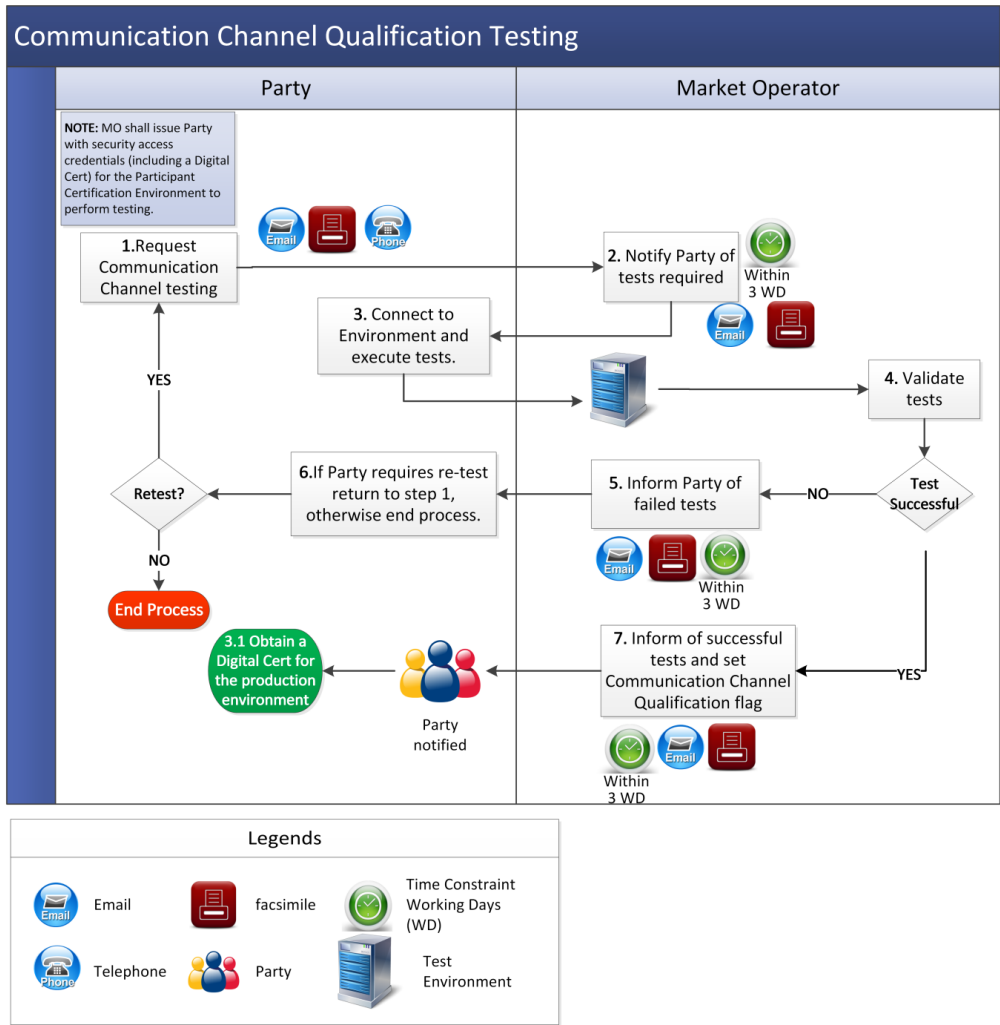 Communication Channel Qualification Testing
Party
Market Operator
NOTE: MO shall issue Party
with security access
credentials (including a Digital
Cert) for the Participant
Certification Environment to
perform testing.
Email
Phone
1.Request
Communication
Channel testing
2. Notify Party of
tests required
Within
3 WD
Email
3. Connect to
Environment and
execute tests.
4. Validate
tests
YES
Retest?
6.If Party requires re-test
return to step 1,
otherwise end process.
5. Inform Party of
failed tests
NO
Test
Successful
Email
Within
3 WD
NO
End Process
3.1 Obtain a
Digital Cert for
the production
environment
Party
notified
7. Inform of successful
tests and set
Communication Channel
Qualification flag
YES
Within
3 WD
Email
Legends
Email
Email
facsimile
Time Constraint
Working Days
(WD)
Phone
Telephone
Party
Test
Environment